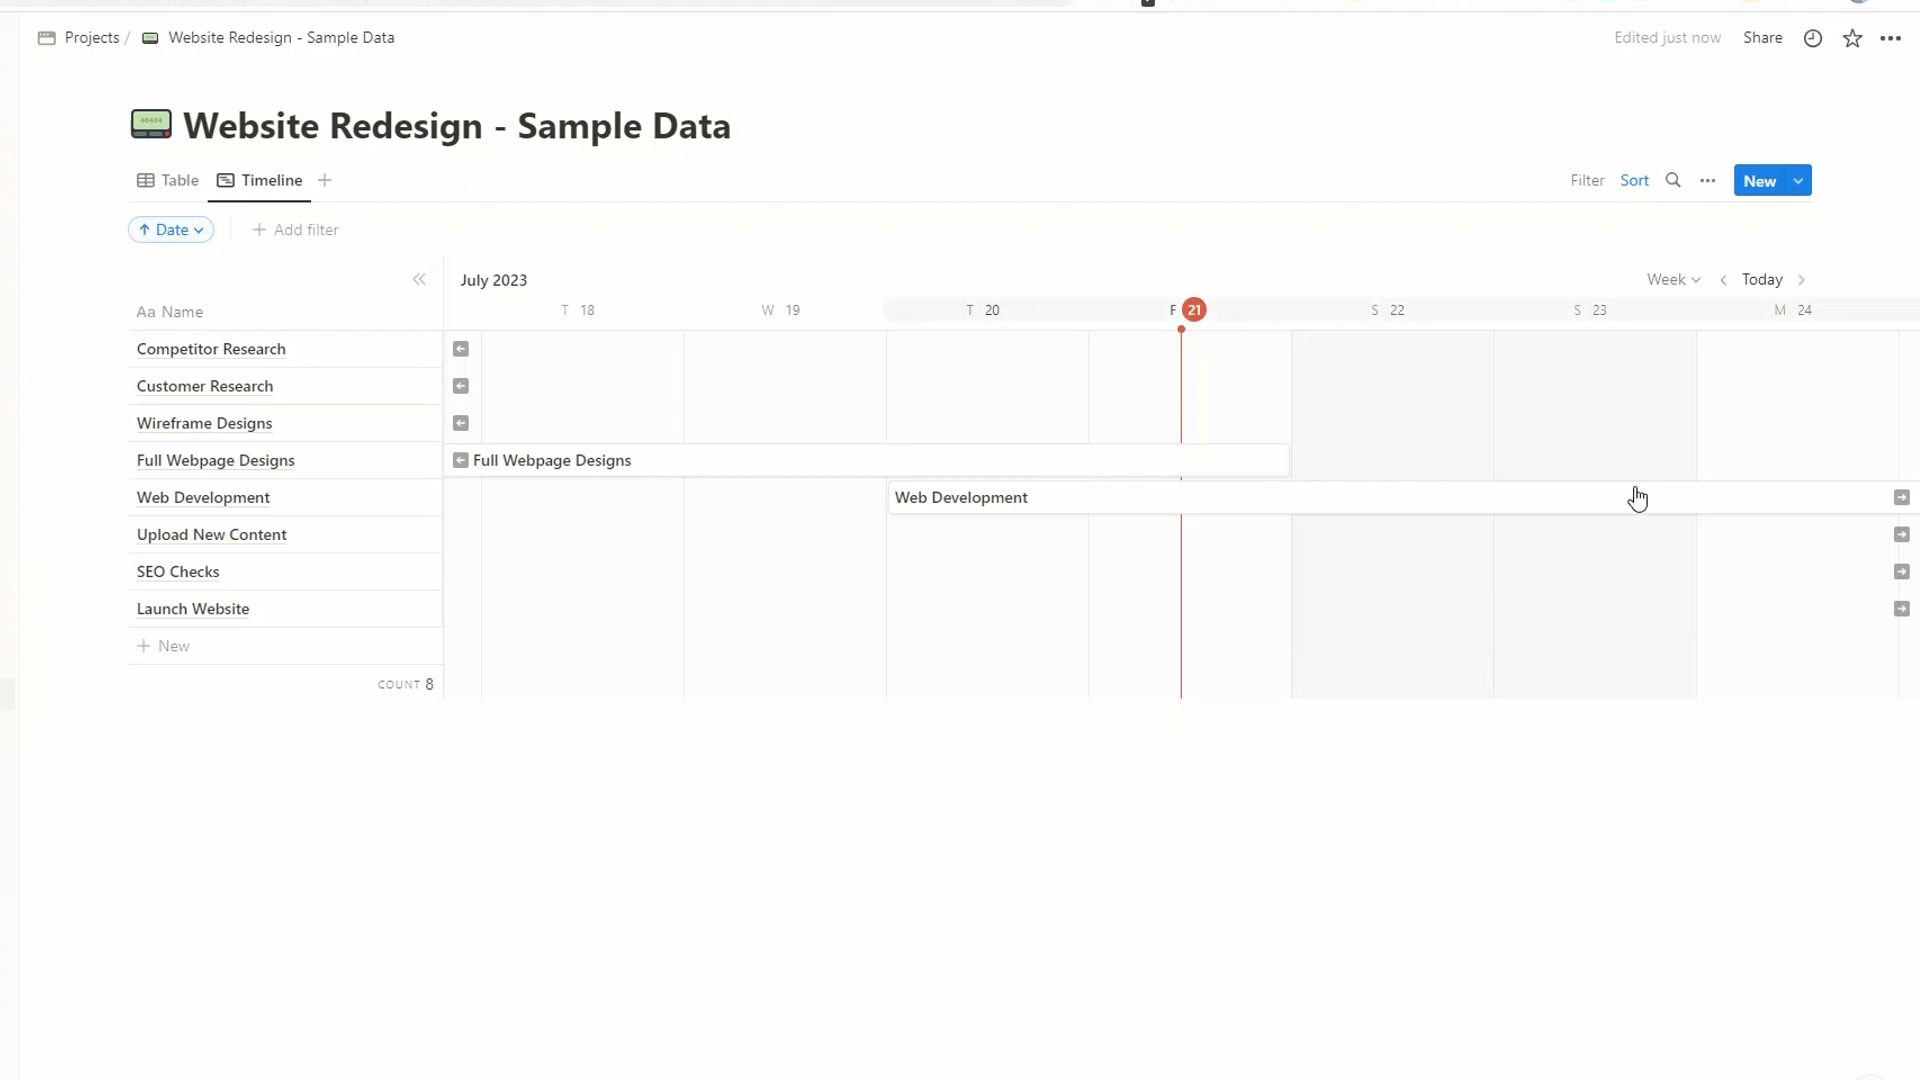 Projects / Website Redesign - Sample Data
Edited just now Share
Website Redesign - Sample Data
Table Timeline
Filter Sort New
Date Add filter
July 2023
Week Today
Aa Name
T 18 W 19 T 20 F 21 S 22 S 23 M 24
Competitor Research
Customer Research
Wireframe Designs
Full Webpage Designs Full Webpage Designs
Web Development Web Development
Upload New Content
SEO Checks
Launch Website
+ New
COUNT 8